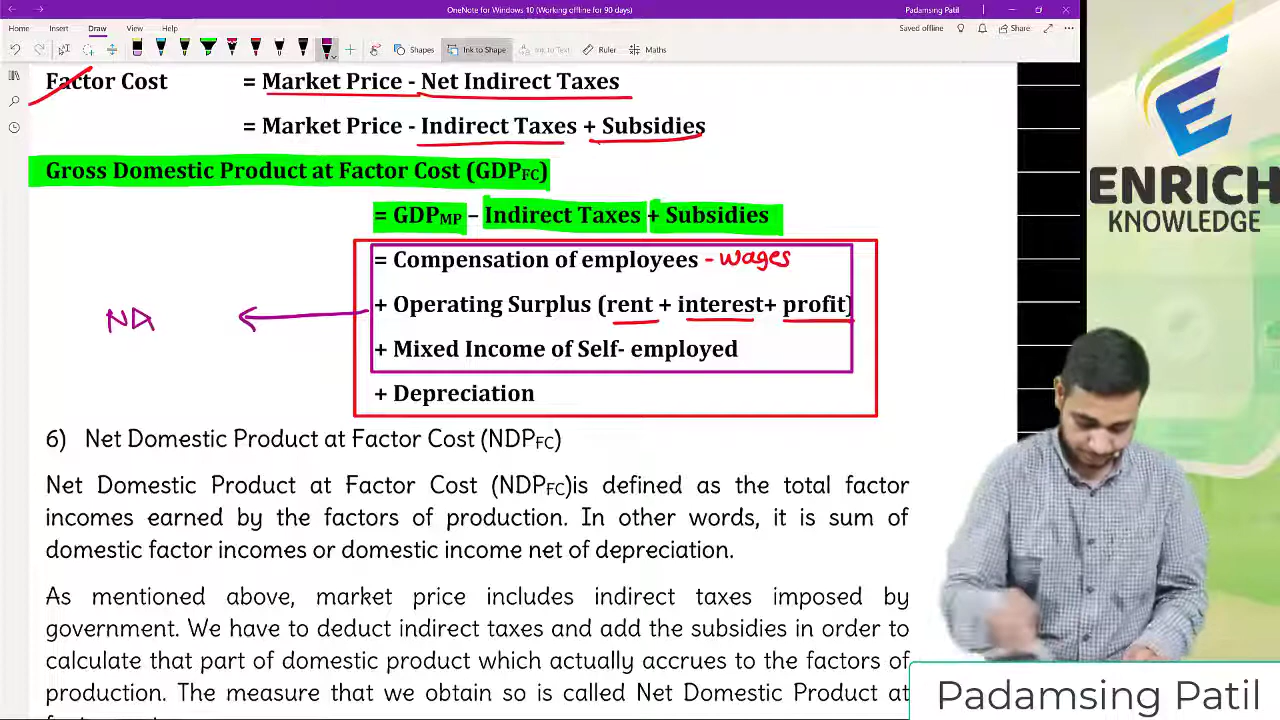 OneNote for Windows 10 (Working offline for 90 days)
Padamsing Patil
Home Insert Draw View Help
Saved offline
Share
Shapes
Ink to Shape
Ink to Text
Ruler
Maths
Factor Cost = Market Price - Net Indirect Taxes
= Market Price - Indirect Taxes + Subsidies
Gross Domestic Product at Factor Cost (GDPFC)
= GDPMP – Indirect Taxes + Subsidies
= Compensation of employees - wages
+ Operating Surplus (rent + interest+ profit)
+ Mixed Income of Self- employed
+ Depreciation
6) Net Domestic Product at Factor Cost (NDPFC)
Net Domestic Product at Factor Cost (NDPFC)is defined as the total factor
incomes earned by the factors of production. In other words, it is sum of
domestic factor incomes or domestic income net of depreciation.
As mentioned above, market price includes indirect taxes imposed by
government. We have to deduct indirect taxes and add the subsidies in order to
calculate that part of domestic product which actually accrues to the factors of
production. The measure that we obtain so is called Net Domestic Product at
ENRICH
KNOWLEDGE
Padamsing Patil